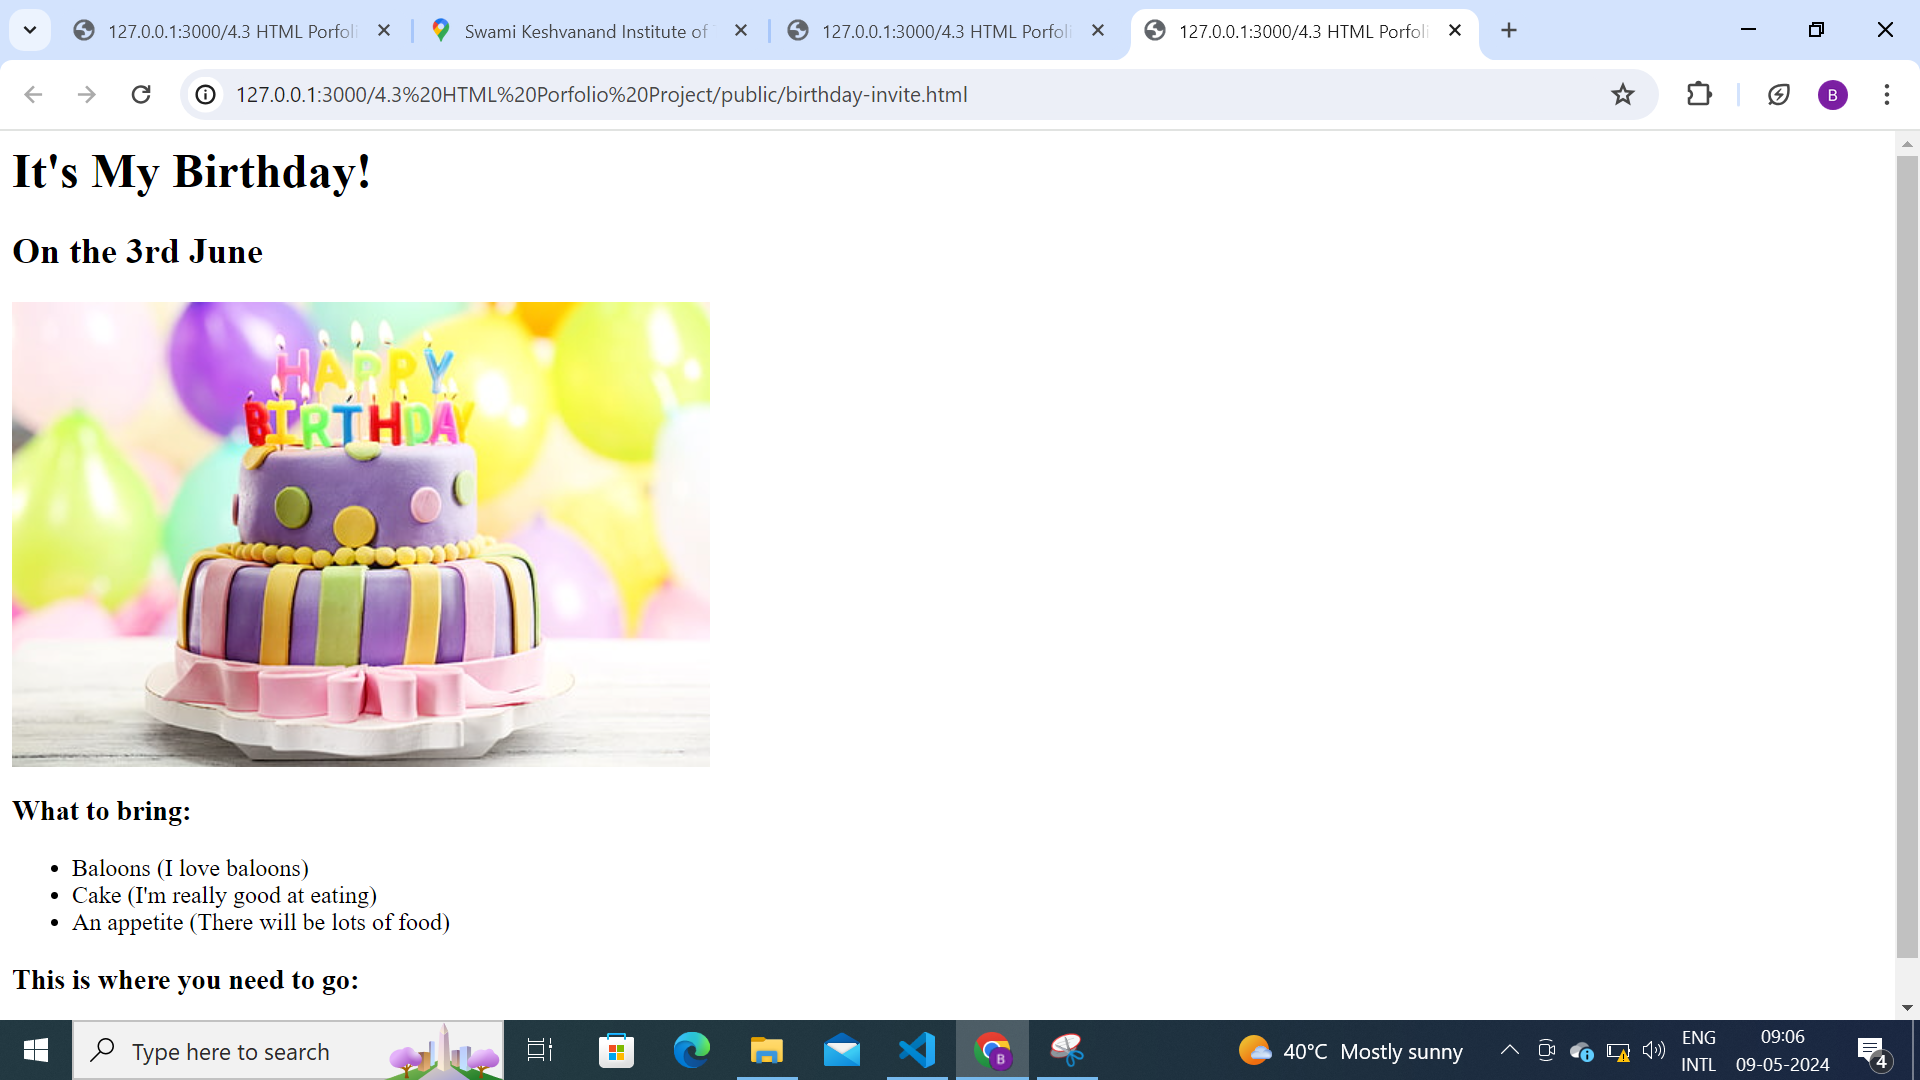 127.0.0.1:3000/4.3 HTML Porfoli
Swami Keshvanand Institute of
127.0.0.1:3000/4.3 HTML Porfoli
127.0.0.1:3000/4.3 HTML Porfoli
127.0.0.1:3000/4.3%20HTML%20Porfolio%20Project/public/birthday-invite.html
B
It's My Birthday!
On the 3rd June
HAPPY
BIRTHDAY
What to bring:
• Baloons (I love baloons)
• Cake (I'm really good at eating)
• An appetite (There will be lots of food)
This is where you need to go:
Type here to search
B
40°C Mostly sunny
ENG
INTL
09:06
09-05-2024
4